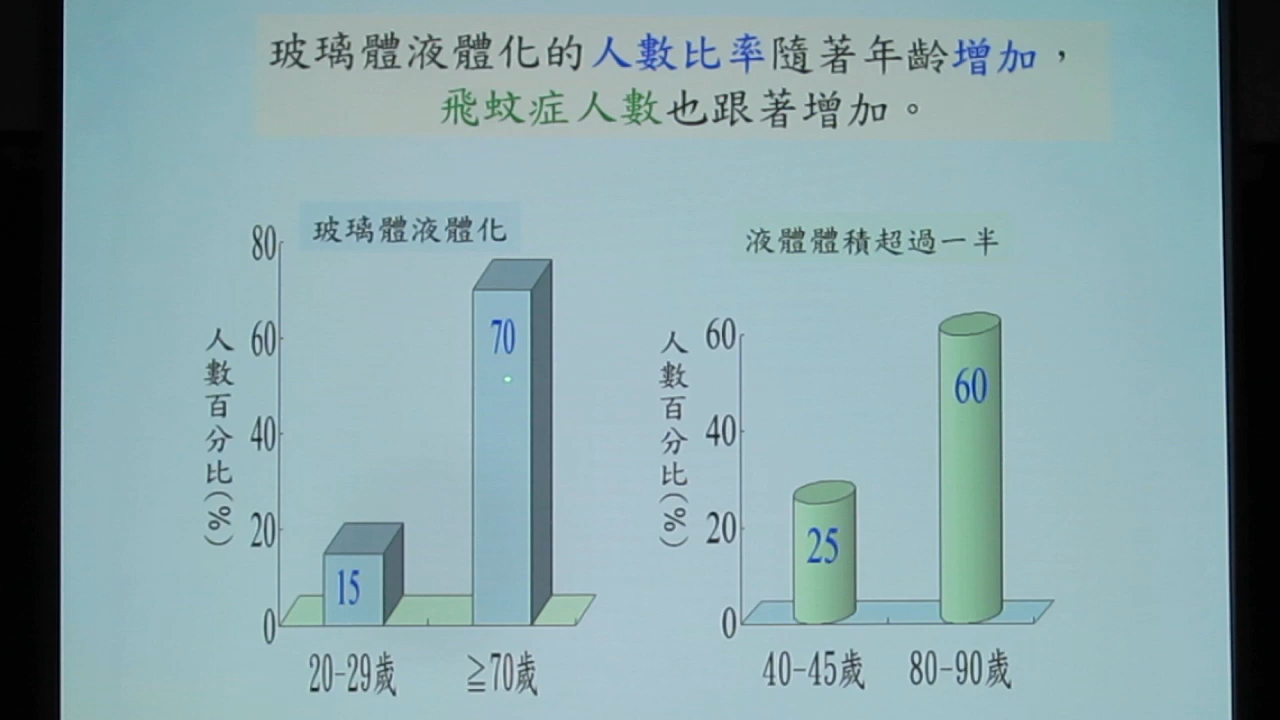 玻璃體液體化的人數比率隨著年齡增加，
飛蚊症人數也跟著增加。
玻璃體液體化
人數百分比(%)
80
60
40
20
0
70
15
20-29歲
≧70歲
液體體積超過一半
人數百分比(%)
60
40
20
0
25
60
40-45歲
80-90歲